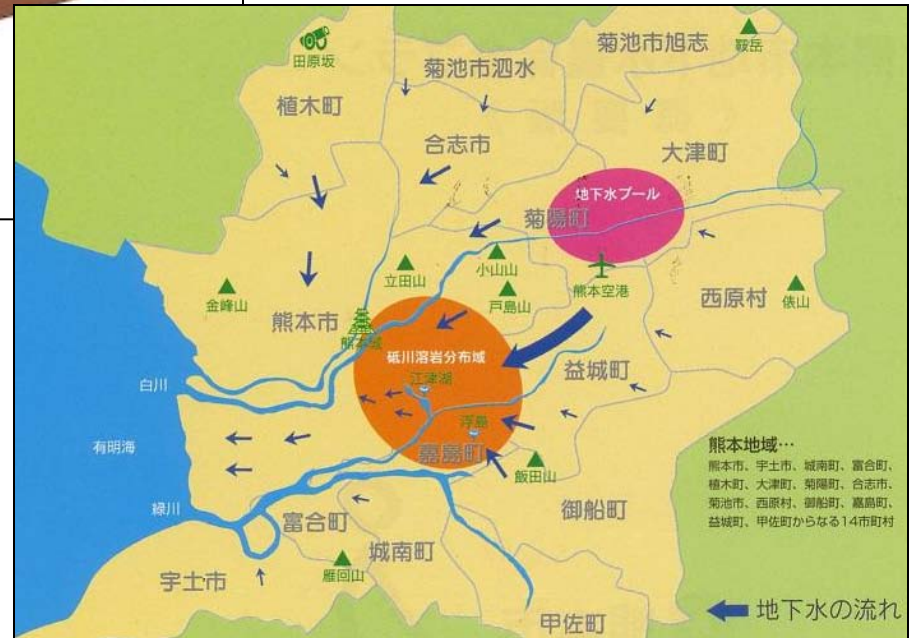 田原坂
植木町
菊池市泗水
菊池市旭志
鞍岳
合志市
大津町
地下水プール
菊陽町
立田山
小山山
戸島山
熊本空港
西原村
俵山
金峰山
熊本市
熊本城
砥川溶岩分布域
江津湖
益城町
白川
浮島
嘉島町
飯田山
有明海
緑川
富合町
城南町
御船町
宇土市
雁回山
甲佐町
熊本地域…
熊本市、宇土市、城南町、富合町、
植木町、大津町、菊陽町、合志市、
菊池市、西原村、御船町、嘉島町、
益城町、甲佐町からなる14市町村
地下水の流れ